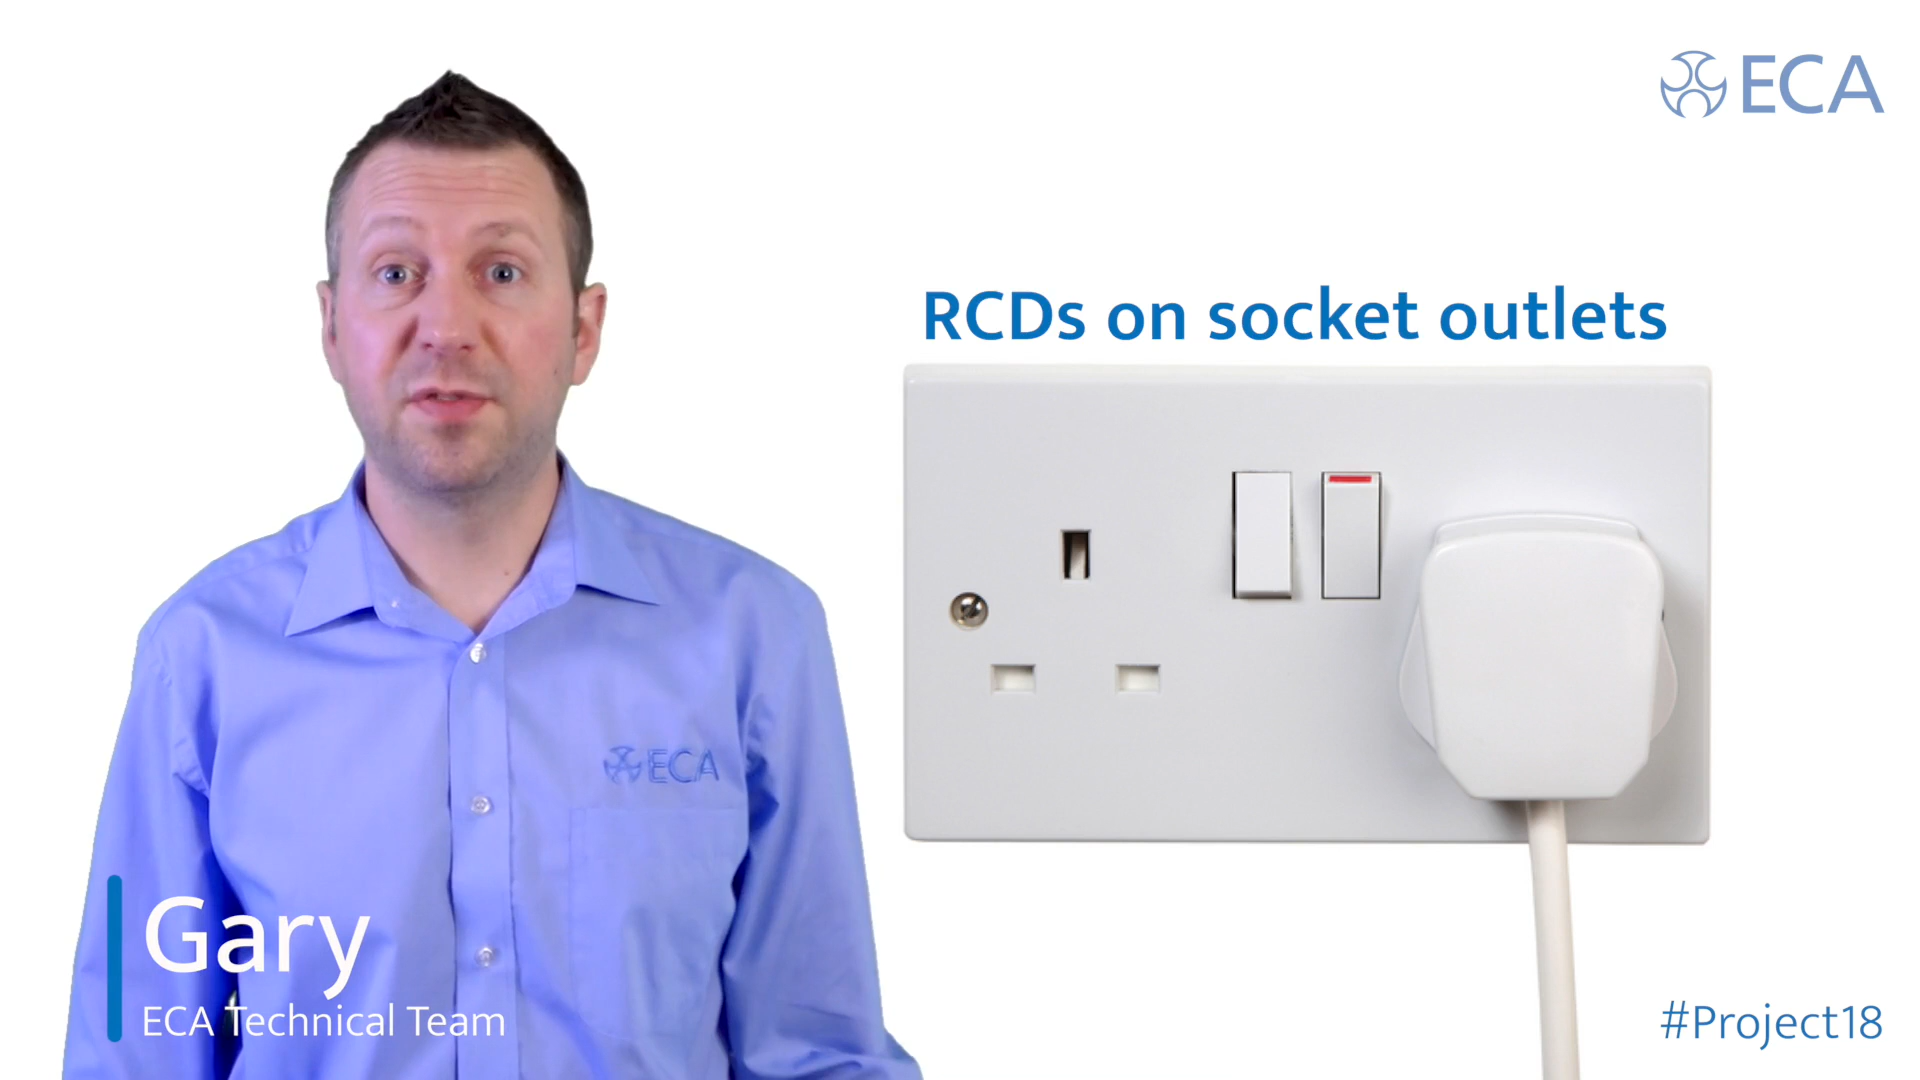 ECA
RCDs on socket outlets
ECA
Gary
ECA Technical Team
#Project18